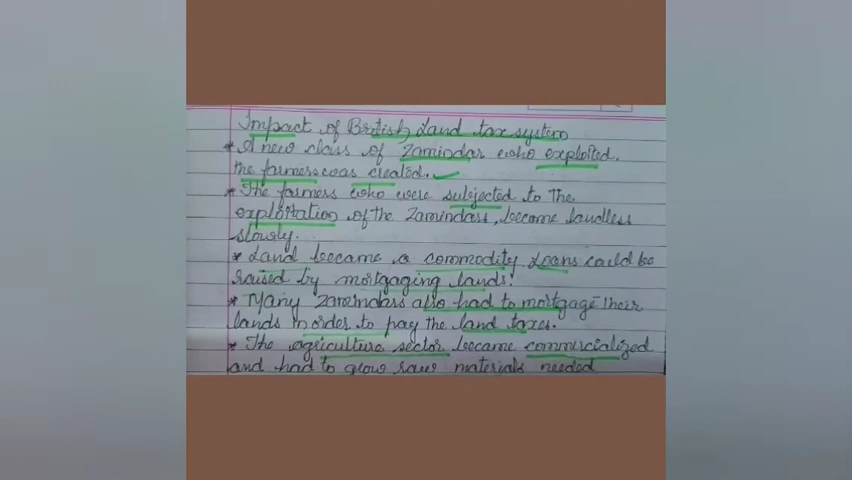 Impact of British Land tax system
* A new class of Zamindar who exploited
the farmers was created.
* The farmers who were subjected to the
exploitation of the Zamindars, became landless
slowly.
* Land became a commodity Loans could be
raised by mortgaging lands.
* Many Zamindars also had to mortgage their
lands in order to pay the land taxes.
* The agriculture sector became commercialized
and had to grow raw materials needed